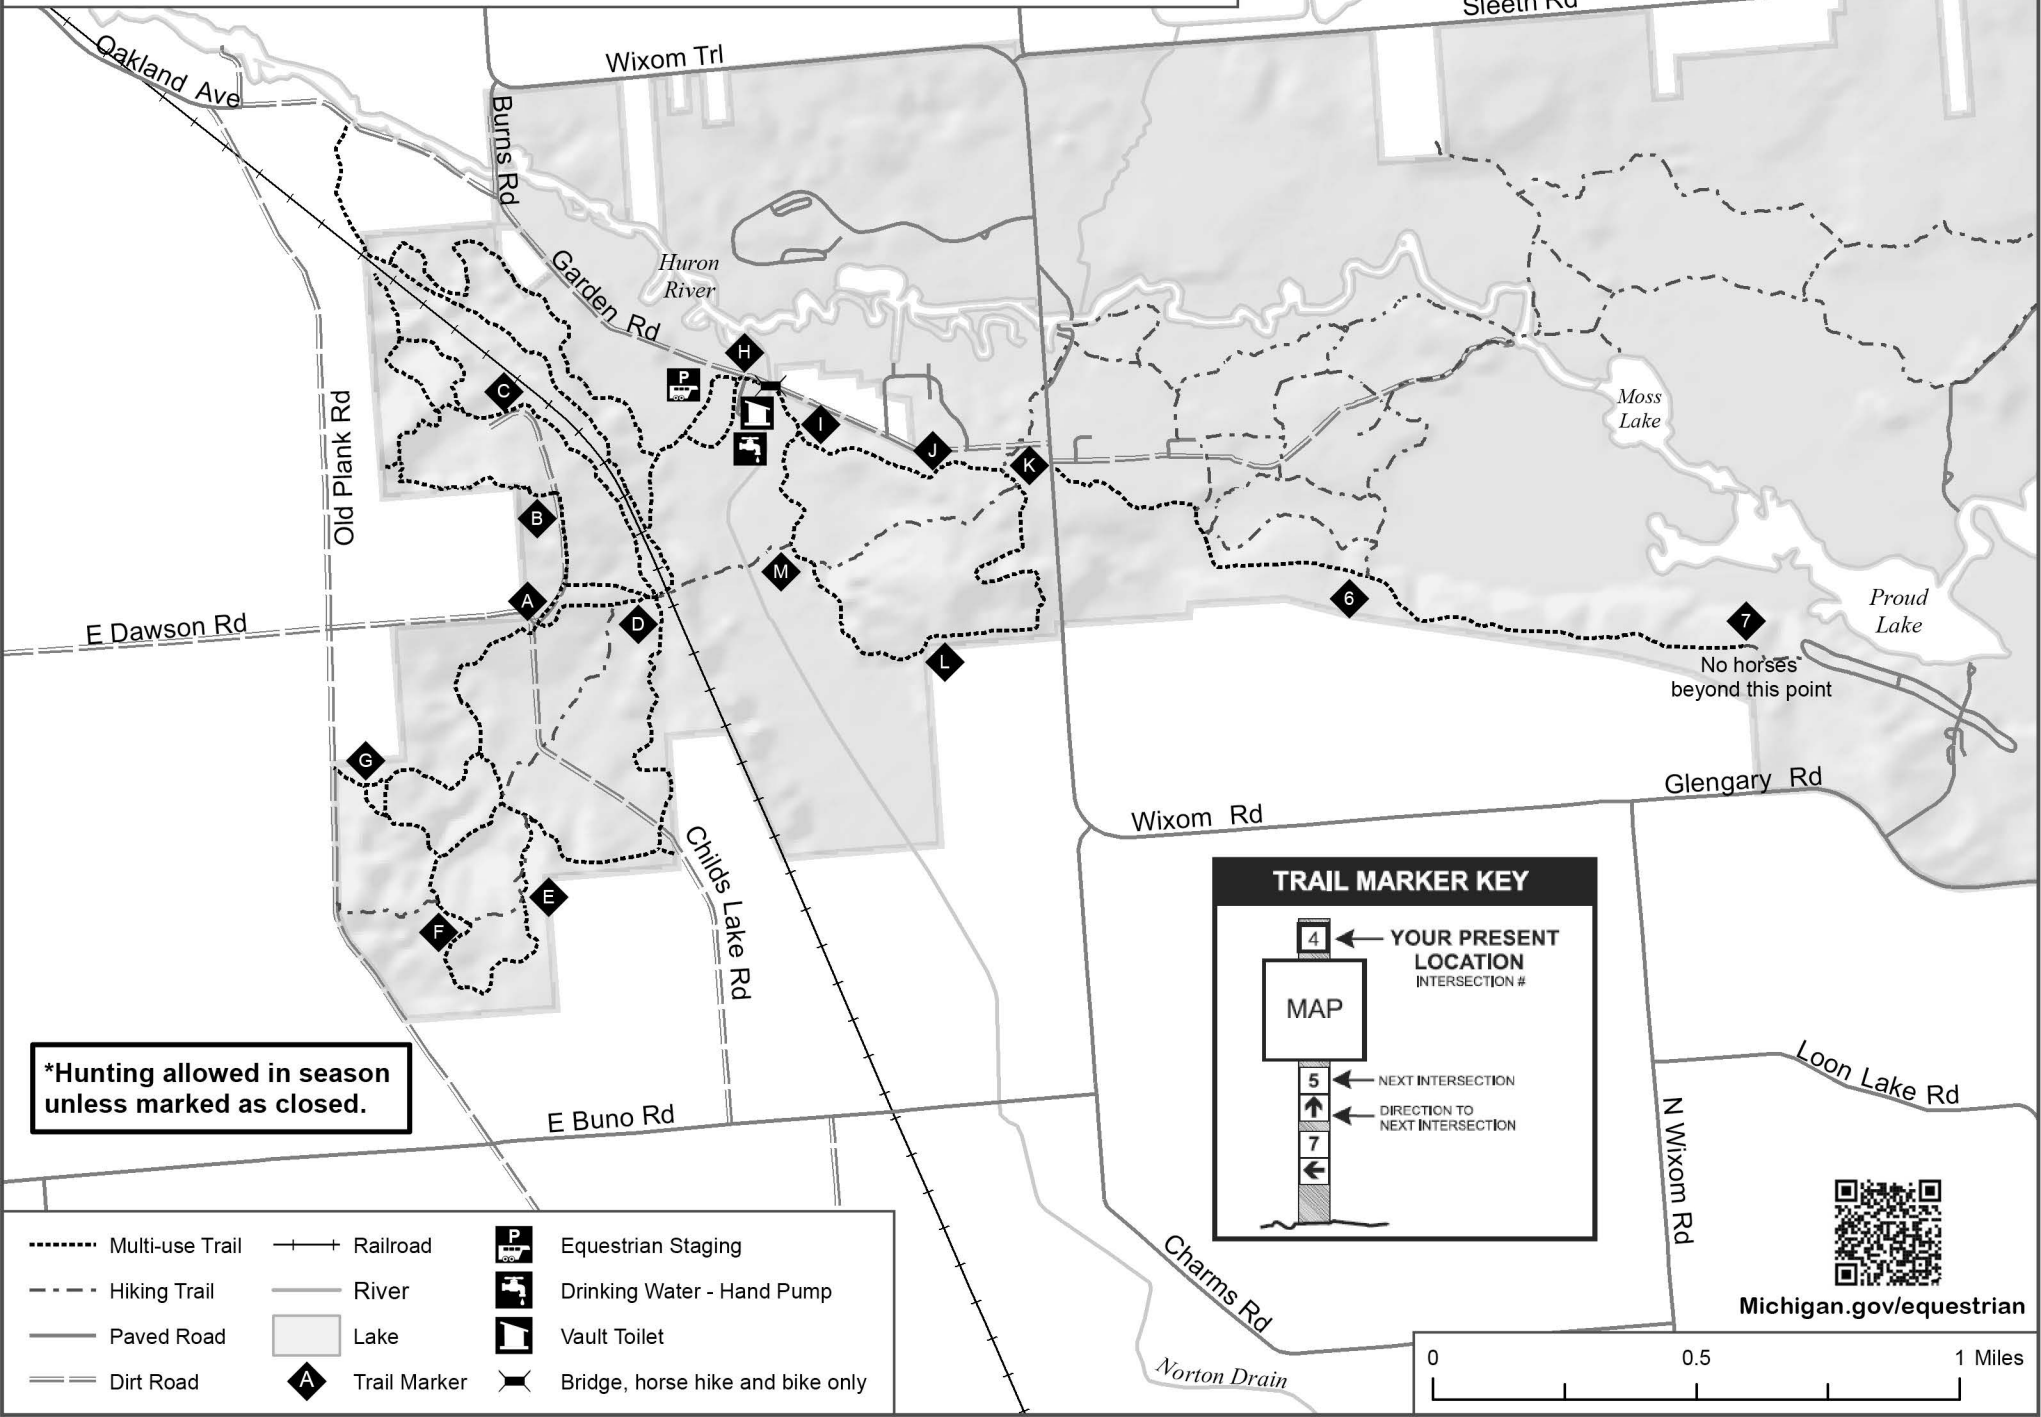 Sleeth Rd
Wixom Trl
Oakland Ave
Burns Rd
Garden Rd
Huron
River
H
P
C
I
J
K
Moss
Lake
Old Plank Rd
B
M
A
D
6
7
Proud
Lake
E Dawson Rd
L
No horses
beyond this point
G
Glengary Rd
Wixom Rd
Childs Lake Rd
E
F
TRAIL MARKER KEY
4
YOUR PRESENT
LOCATION
INTERSECTION #
MAP
5
NEXT INTERSECTION
DIRECTION TO
NEXT INTERSECTION
7
*Hunting allowed in season
unless marked as closed.
E Buno Rd
Loon Lake Rd
N Wixom Rd
Charms Rd
Norton Drain
Michigan.gov/equestrian
Multi-use Trail
Railroad
P
Equestrian Staging
Hiking Trail
River
Drinking Water - Hand Pump
Paved Road
Lake
Vault Toilet
Dirt Road
A
Trail Marker
Bridge, horse hike and bike only
0 0.5 1 Miles